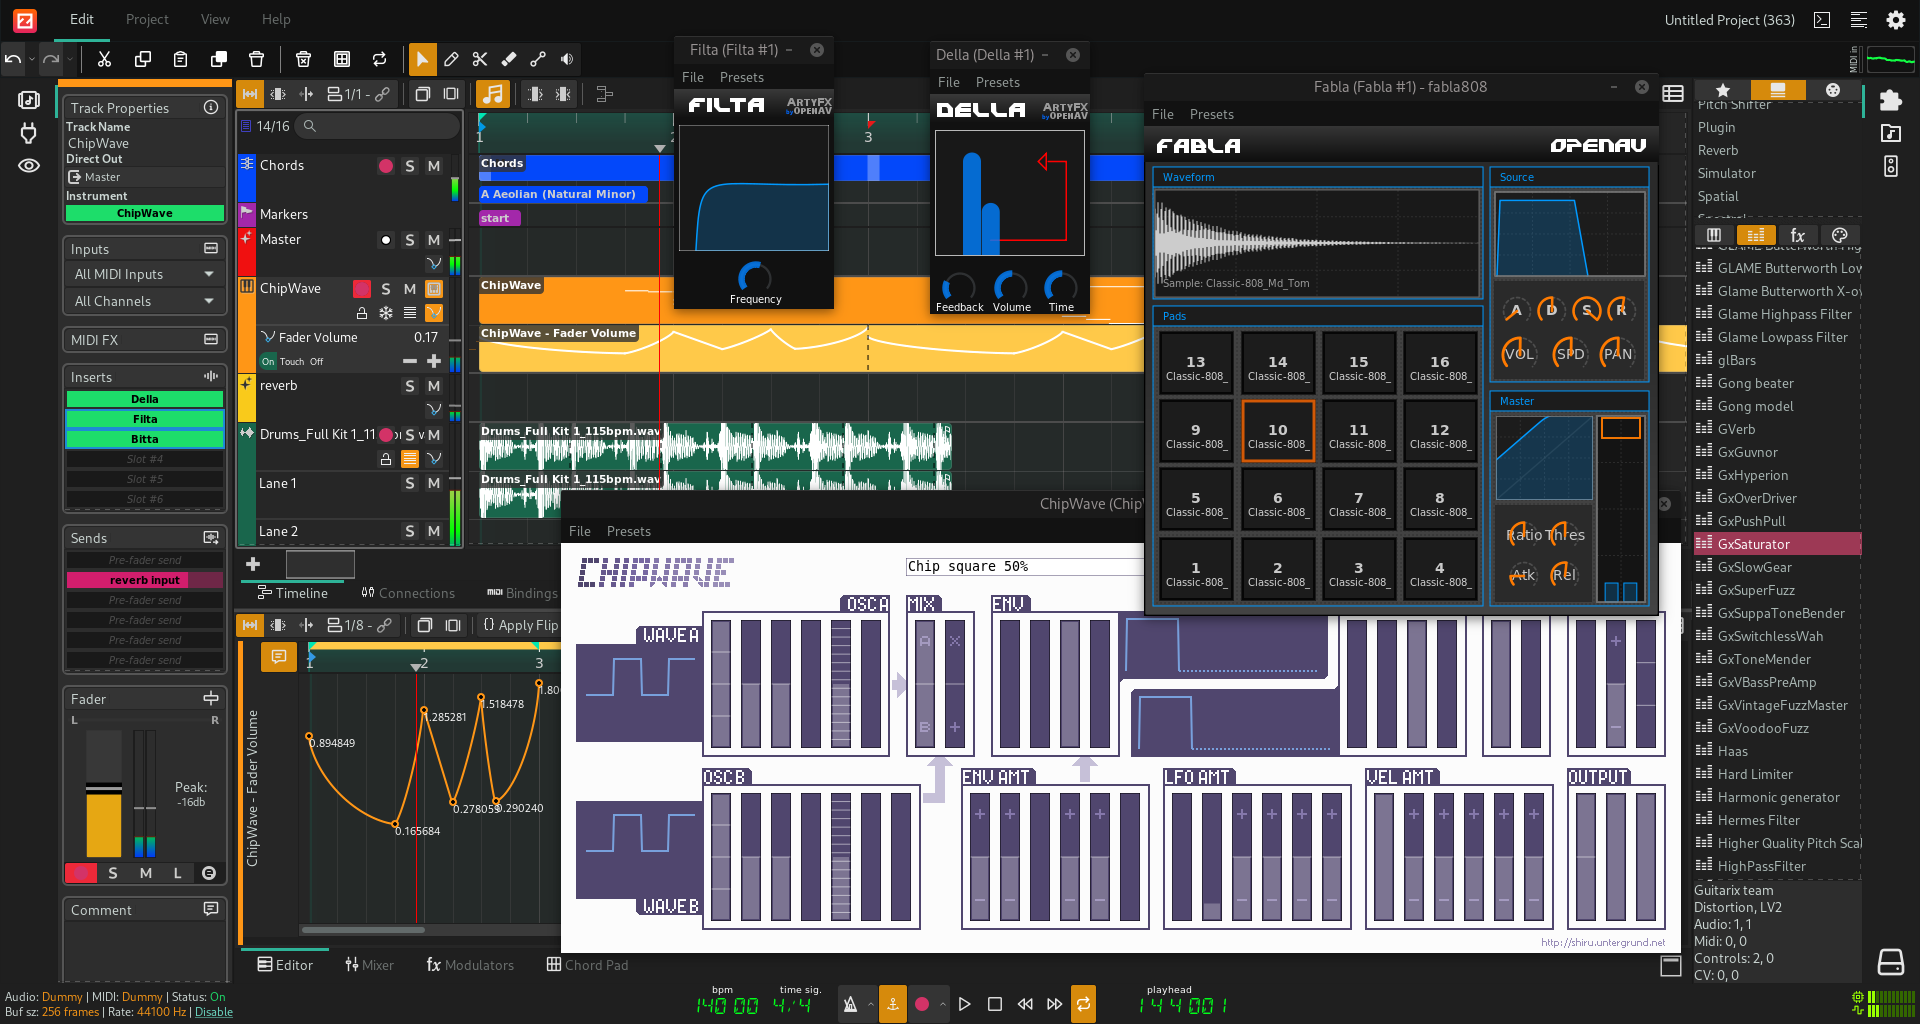 Edit
Project
View
Help
Untitled Project (363)
MIDI in
Track Properties
Track Name
ChipWave
Direct Out
Master
Instrument
ChipWave
Inputs
All MIDI Inputs
All Channels
MIDI FX
Inserts
Della
Filta
Bitta
Slot #4
Slot #5
Slot #6
Sends
Pre-fader send
reverb input
Pre-fader send
Pre-fader send
Pre-fader send
Pre-fader send
Fader
L R
Peak:
-16db
S M L
Comment
Audio: Dummy | MIDI: Dummy | Status: On
Buf sz: 256 frames | Rate: 44100 Hz | Disable
1/1
14/16
1
3
Chords S M
Markers
Master S M
ChipWave S M
Fader Volume 0.17
On Touch Off
reverb S M
Drums_Full Kit 1_11 S M
Lane 1 S M
Lane 2 S M
Chords
A Aeolian (Natural Minor)
start
ChipWave
ChipWave - Fader Volume
Drums_Full Kit 1_115bpm.wav
Drums_Full Kit 1_115bpm.wav
Timeline
Connections
MIDI Bindings
1/8
{} Apply Flip
1 2 3
ChipWave - Fader Volume
0.894849
0.165684
1.285281
0.278059
1.518478
0.290240
1.80
Editor
Mixer
Modulators
Chord Pad
Filta (Filta #1)
File Presets
FILTA
ARTYFX
by OPENAV
Frequency
Della (Della #1)
File Presets
DELLA
ARTYFX
by OPENAV
Feedback Volume Time
Fabla (Fabla #1) - fabla808
File Presets
FABLA
OPENAV
Waveform
Sample: Classic-808_Md_Tom
Pads
13 14 15 16
Classic-808_ Classic-808_ Classic-808_ Classic-808_
9 10 11 12
Classic-808_ Classic-808_ Classic-808_ Classic-808_
5 6 7 8
Classic-808_ Classic-808_ Classic-808_ Classic-808_
1 2 3 4
Classic-808_ Classic-808_ Classic-808_ Classic-808_
Source
A D S R
VOL SPD PAN
Master
Ratio Thres
Atk Rel
ChipWave (Chip
File Presets
CHIPWAVE
Chip square 50%
OSC A
MIX
ENV
WAVE A
A X
B +
OSC B
ENV AMT
LFO AMT
VEL AMT
OUTPUT
WAVE B
http://shiru.untergrund.net
bpm
140.00
time sig.
4/4
playhead
1 4 4 001
Pitch Shifter
Plugin
Reverb
Simulator
Spatial
Spectral
fx
GLAME Butterworth Hig
GLAME Butterworth Low
Glame Butterworth X-ov
Glame Highpass Filter
Glame Lowpass Filter
glBars
Gong beater
Gong model
GVerb
GxGuvnor
GxHyperion
GxOverDriver
GxPushPull
GxSaturator
GxSlowGear
GxSuperFuzz
GxSuppaToneBender
GxSwitchlessWah
GxToneMender
GxVBassPreAmp
GxVintageFuzzMaster
GxVoodooFuzz
Haas
Hard Limiter
Harmonic generator
Hermes Filter
Higher Quality Pitch Scal
HighPassFilter
Guitarix team
Distortion, LV2
Audio: 1, 1
Midi: 0, 0
Controls: 2, 0
CV: 0, 0